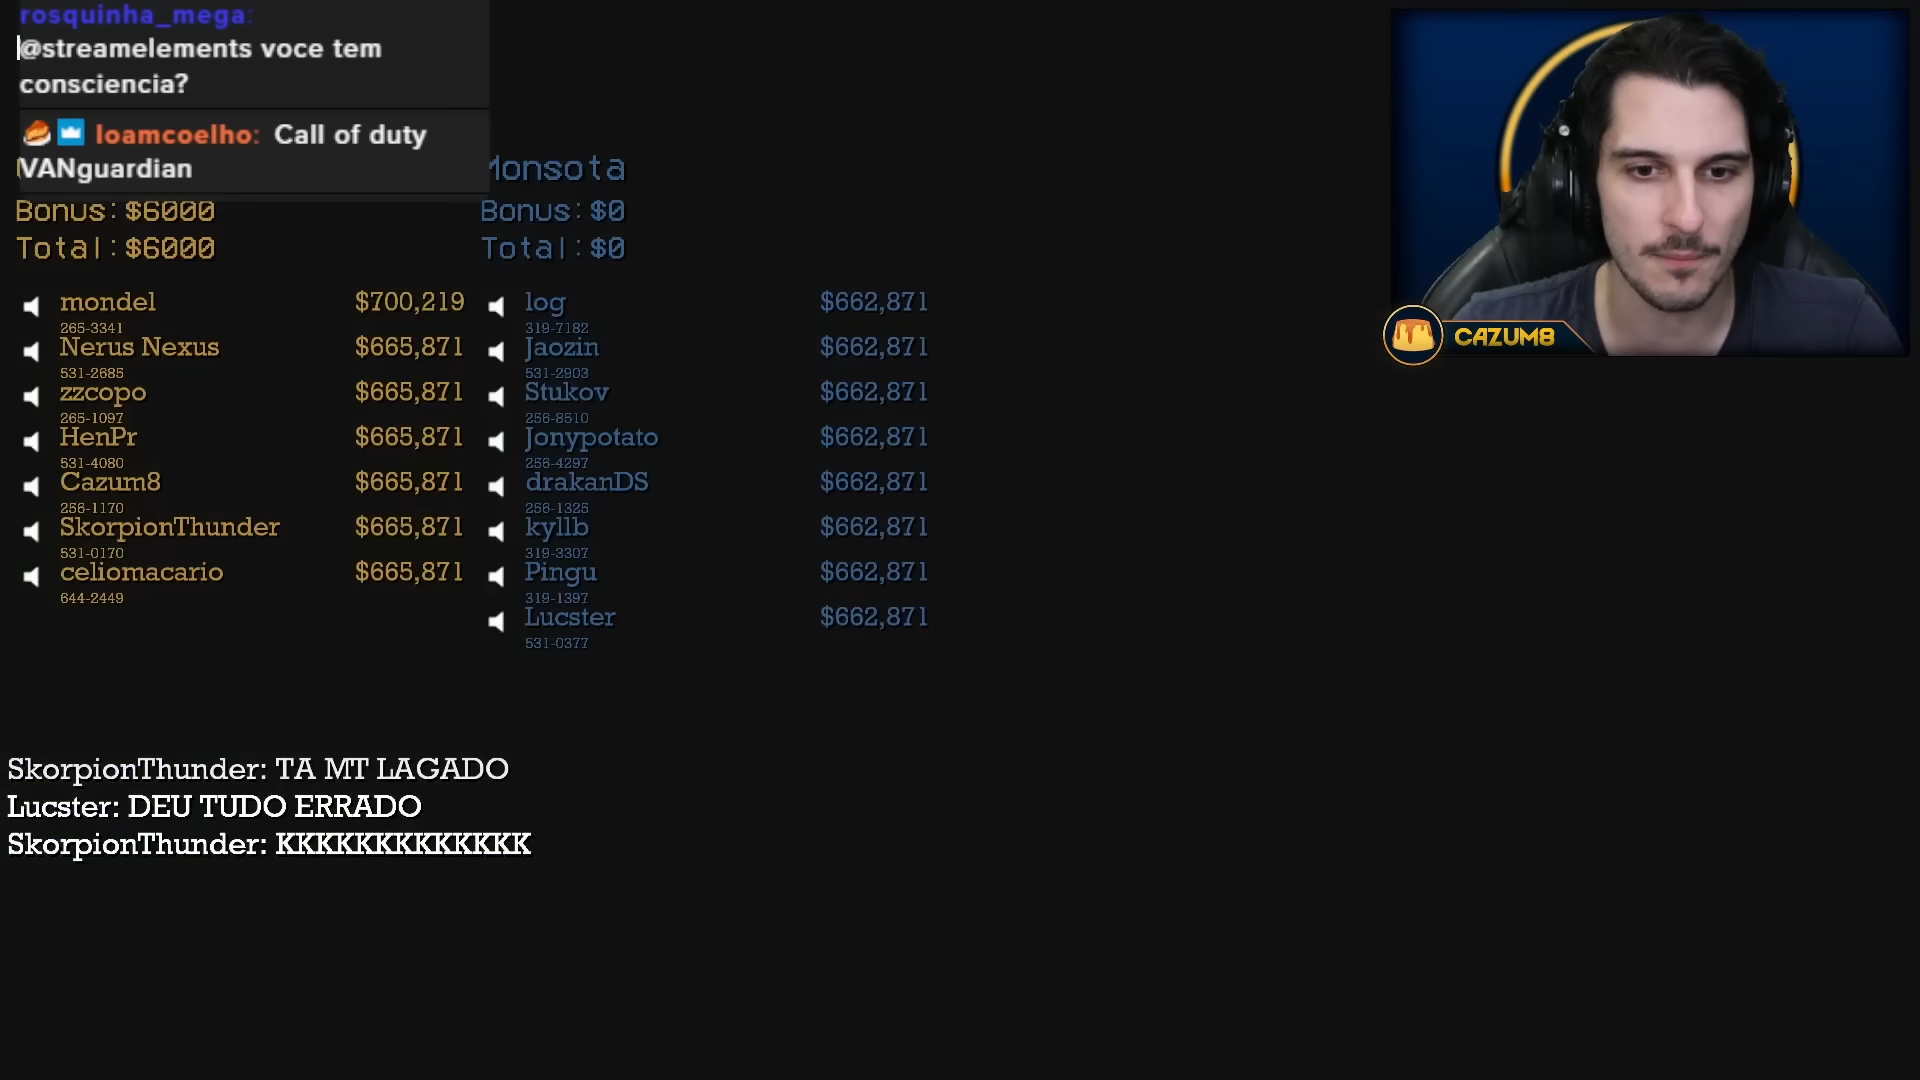 rosquinha_mega:
@streamelements voce tem
consciencia?
loamcoelho: Call of duty
VANguardian
Bonus: $6000
Total: $6000
mondel $700,219
265-3341
Nerus Nexus $665,871
531-2685
zzcopo $665,871
265-1097
HenPr $665,871
531-4080
Cazum8 $665,871
256-1170
SkorpionThunder $665,871
531-0170
celiomacario $665,871
644-2449
Monsota
Bonus: $0
Total: $0
log $662,871
319-7182
Jaozin $662,871
531-2903
Stukov $662,871
256-8510
Jonypotato $662,871
256-4297
drakanDS $662,871
256-1325
kyllb $662,871
319-3307
Pingu $662,871
319-1397
Lucster $662,871
531-0377
CAZUM8
SkorpionThunder: TA MT LAGADO
Lucster: DEU TUDO ERRADO
SkorpionThunder: KKKKKKKKKKKKK